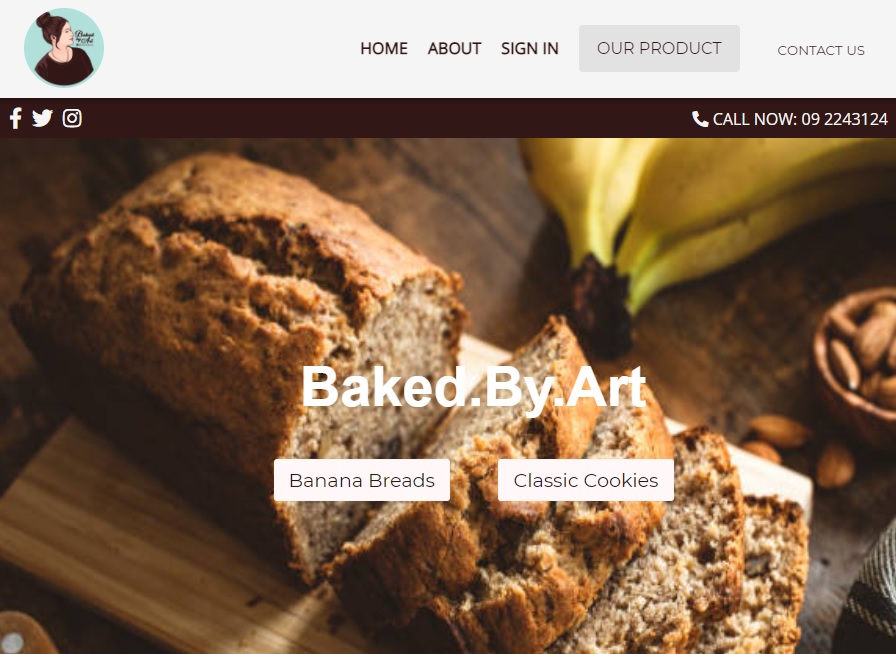 Baked
by Art
HOME ABOUT SIGN IN OUR PRODUCT CONTACT US
CALL NOW: 09 2243124
Baked.By.Art
Banana Breads Classic Cookies